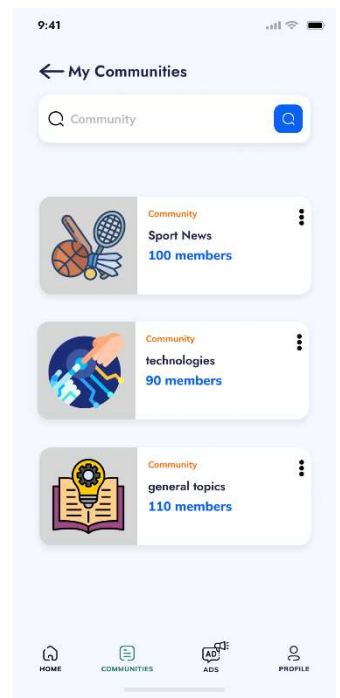 9:41
My Communities
Community
Community
Sport News
100 members
Community
technologies
90 members
Community
general topics
110 members
AD
HOME
COMMUNITIES
ADS
PROFILE